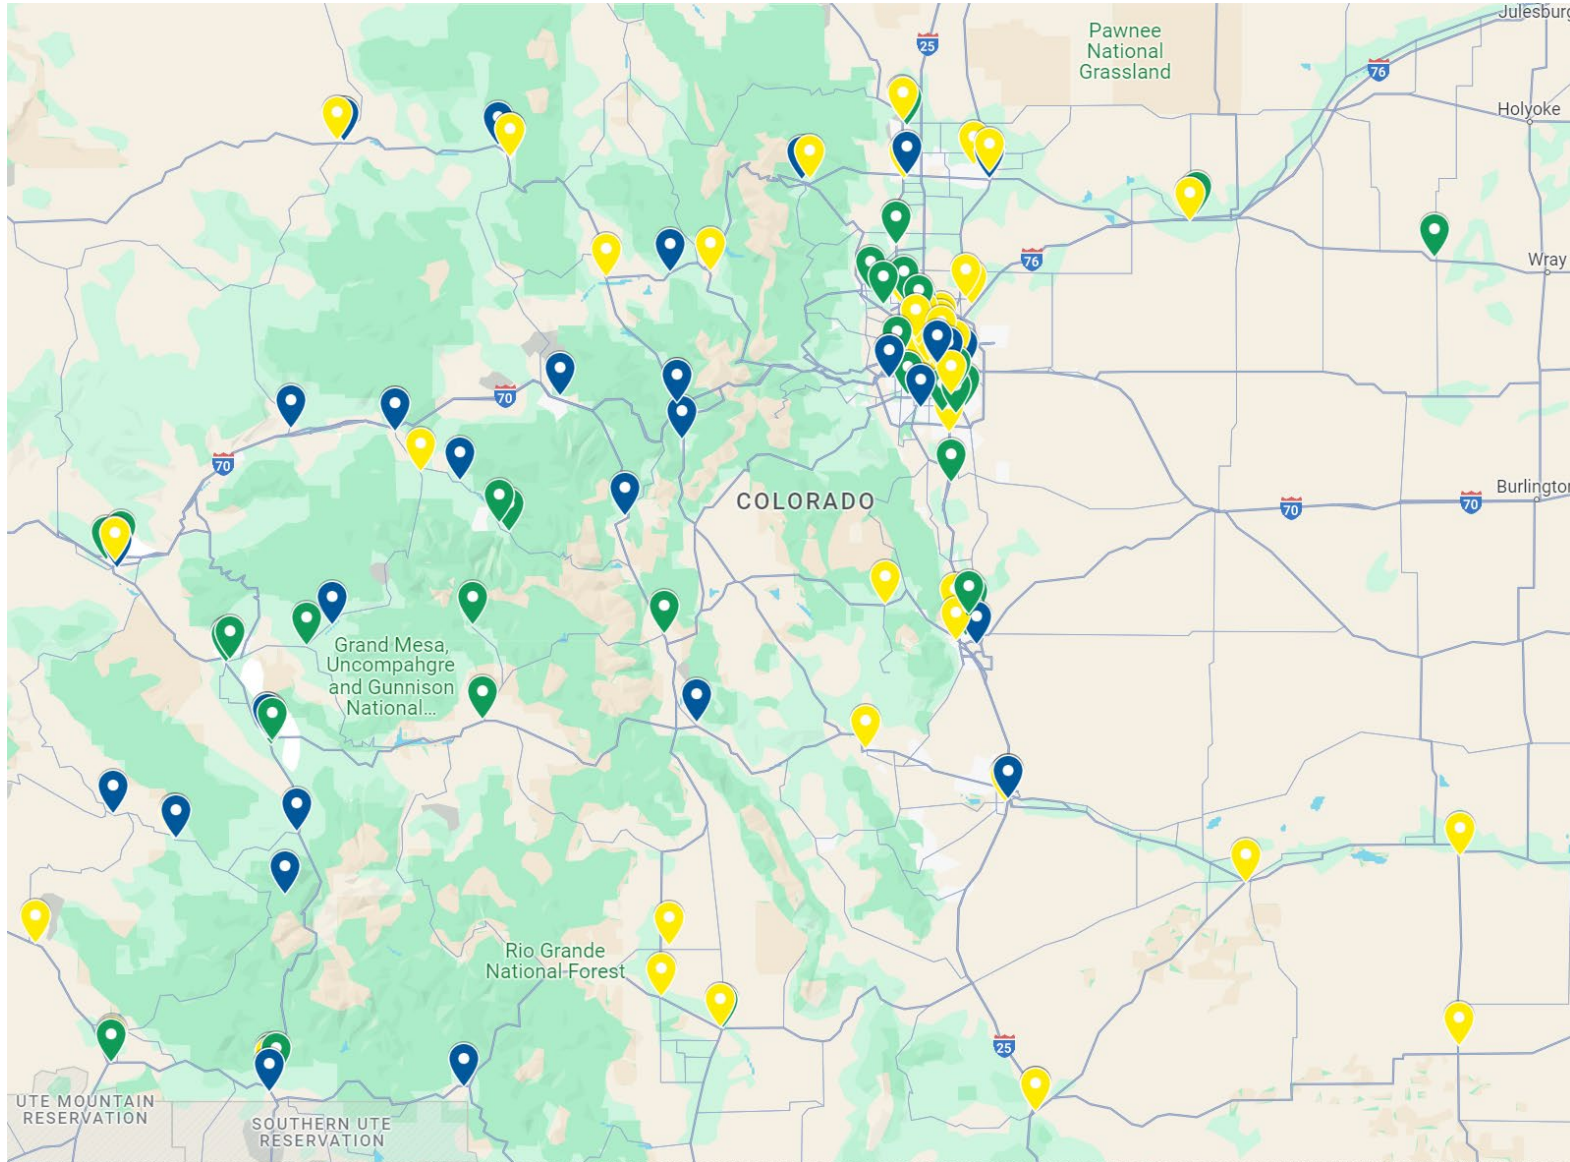 Julesburg
Pawnee
National
Grassland
25
76
Holyoke
76
Wray
70
70
COLORADO
Burlington
70
70
Grand Mesa,
Uncompahgre
and Gunnison
National...
Rio Grande
National Forest
25
UTE MOUNTAIN
RESERVATION
SOUTHERN UTE
RESERVATION